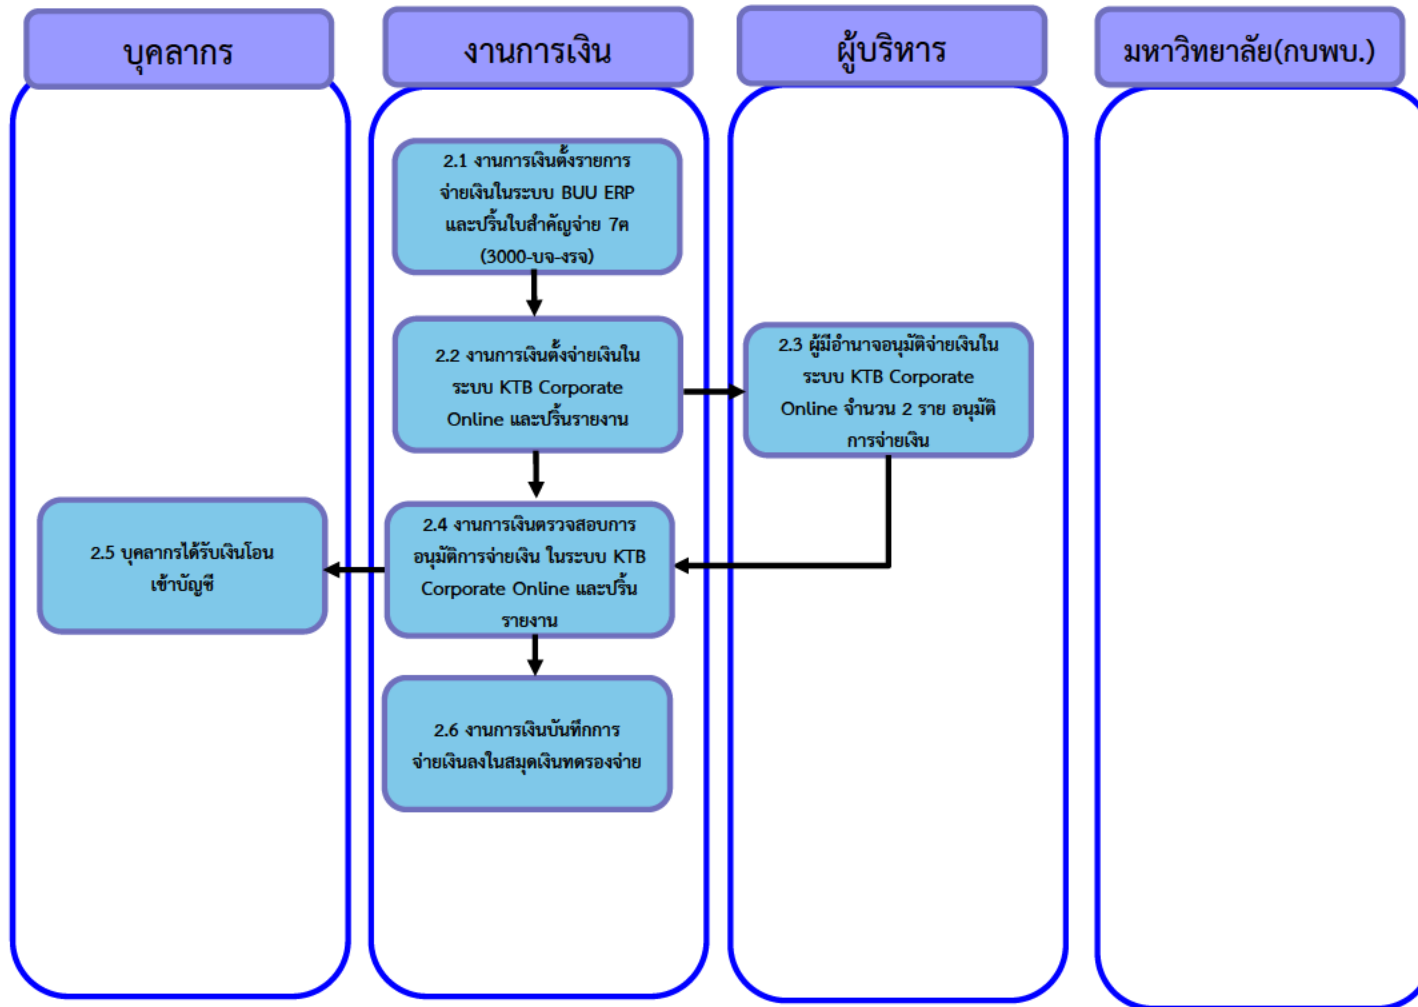 บุคลากร
งานการเงิน
ผู้บริหาร
มหาวิทยาลัย(กบพบ.)
2.1 งานการเงินตั้งรายการ
จ่ายเงินในระบบ BUU ERP
และปริ้นใบสำคัญจ่าย 7ฅ
(3000-บจ-งรจ)
2.2 งานการเงินตั้งจ่ายเงินใน
ระบบ KTB Corporate
Online และปริ้นรายงาน
2.3 ผู้มีอำนาจอนุมัติจ่ายเงินใน
ระบบ KTB Corporate
Online จำนวน 2 ราย อนุมัติ
การจ่ายเงิน
2.4 งานการเงินตรวจสอบการ
อนุมัติการจ่ายเงิน ในระบบ KTB
Corporate Online และปริ้น
รายงาน
2.5 บุคลากรได้รับเงินโอน
เข้าบัญชี
2.6 งานการเงินบันทึกการ
จ่ายเงินลงในสมุดเงินทดรองจ่าย